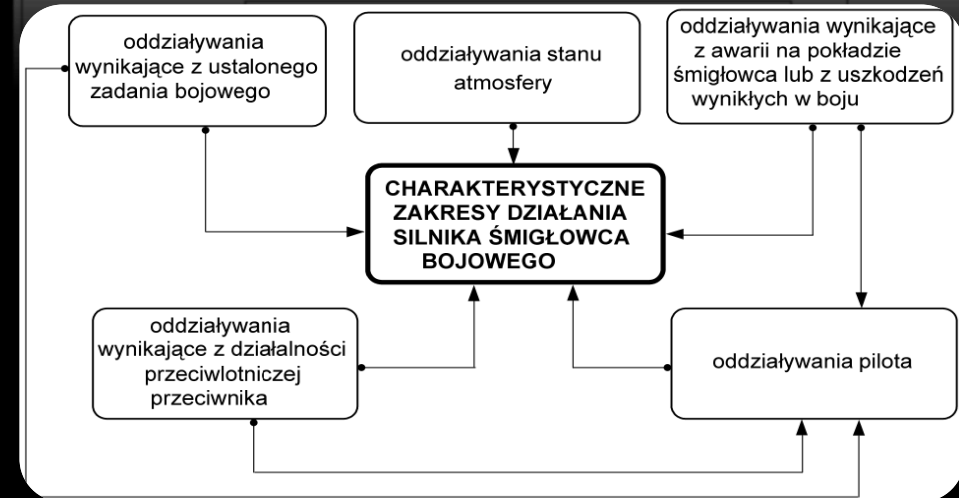 oddziaływania
wynikające z ustalonego
zadania bojowego
oddziaływania stanu
atmosfery
oddziaływania wynikające
z awarii na pokładzie
śmigłowca lub z uszkodzeń
wynikłych w boju
CHARAKTERYSTYCZNE
ZAKRESY DZIAŁANIA
SILNIKA ŚMIGŁOWCA
BOJOWEGO
oddziaływania
wynikające z działalności
przeciwlotniczej
przeciwnika
oddziaływania pilota